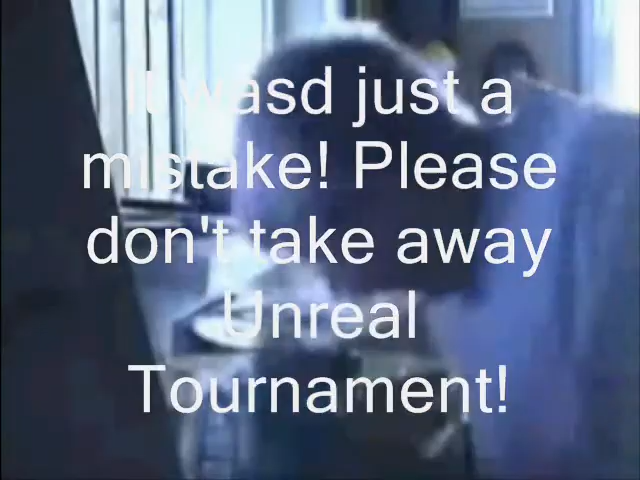 It wasd just a
mistake! Please
don't take away
Unreal
Tournament!